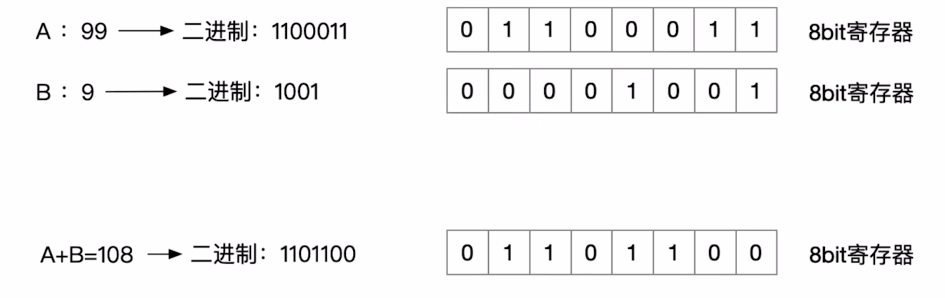 A： 99 → 二进制：1100011 0 1 1 0 0 0 1 1 8bit寄存器
B： 9 → 二进制：1001 0 0 0 0 1 0 0 1 8bit寄存器
A+B=108 → 二进制：1101100 0 1 1 0 1 1 0 0 8bit寄存器